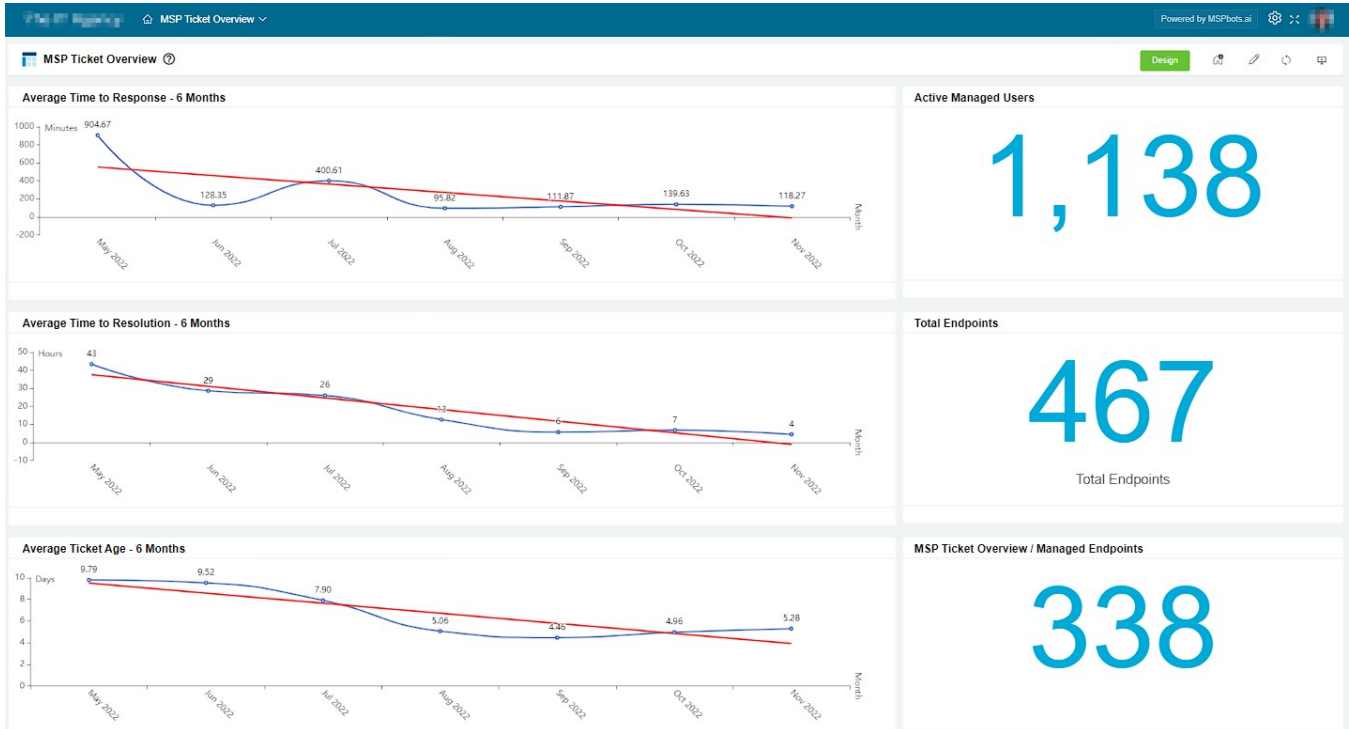 MSP Ticket Overview
Powered by MSPbots.ai
MSP Ticket Overview
Design
Average Time to Response - 6 Months
Minutes
1000
800
600
400
200
0
-200
904.67
128.35
400.61
95.82
111.87
139.63
118.27
Month
May 2022
Jun 2022
Jul 2022
Aug 2022
Sep 2022
Oct 2022
Nov 2022
Active Managed Users
1,138
Average Time to Resolution - 6 Months
Hours
50
40
30
20
10
0
-10
43
29
26
13
6
7
4
Month
May 2022
Jun 2022
Jul 2022
Aug 2022
Sep 2022
Oct 2022
Nov 2022
Total Endpoints
467
Total Endpoints
Average Ticket Age - 6 Months
Days
10
8
6
4
2
0
9.79
9.52
7.90
5.06
4.46
4.96
5.28
Month
May 2022
Jun 2022
Jul 2022
Aug 2022
Sep 2022
Oct 2022
Nov 2022
MSP Ticket Overview / Managed Endpoints
338